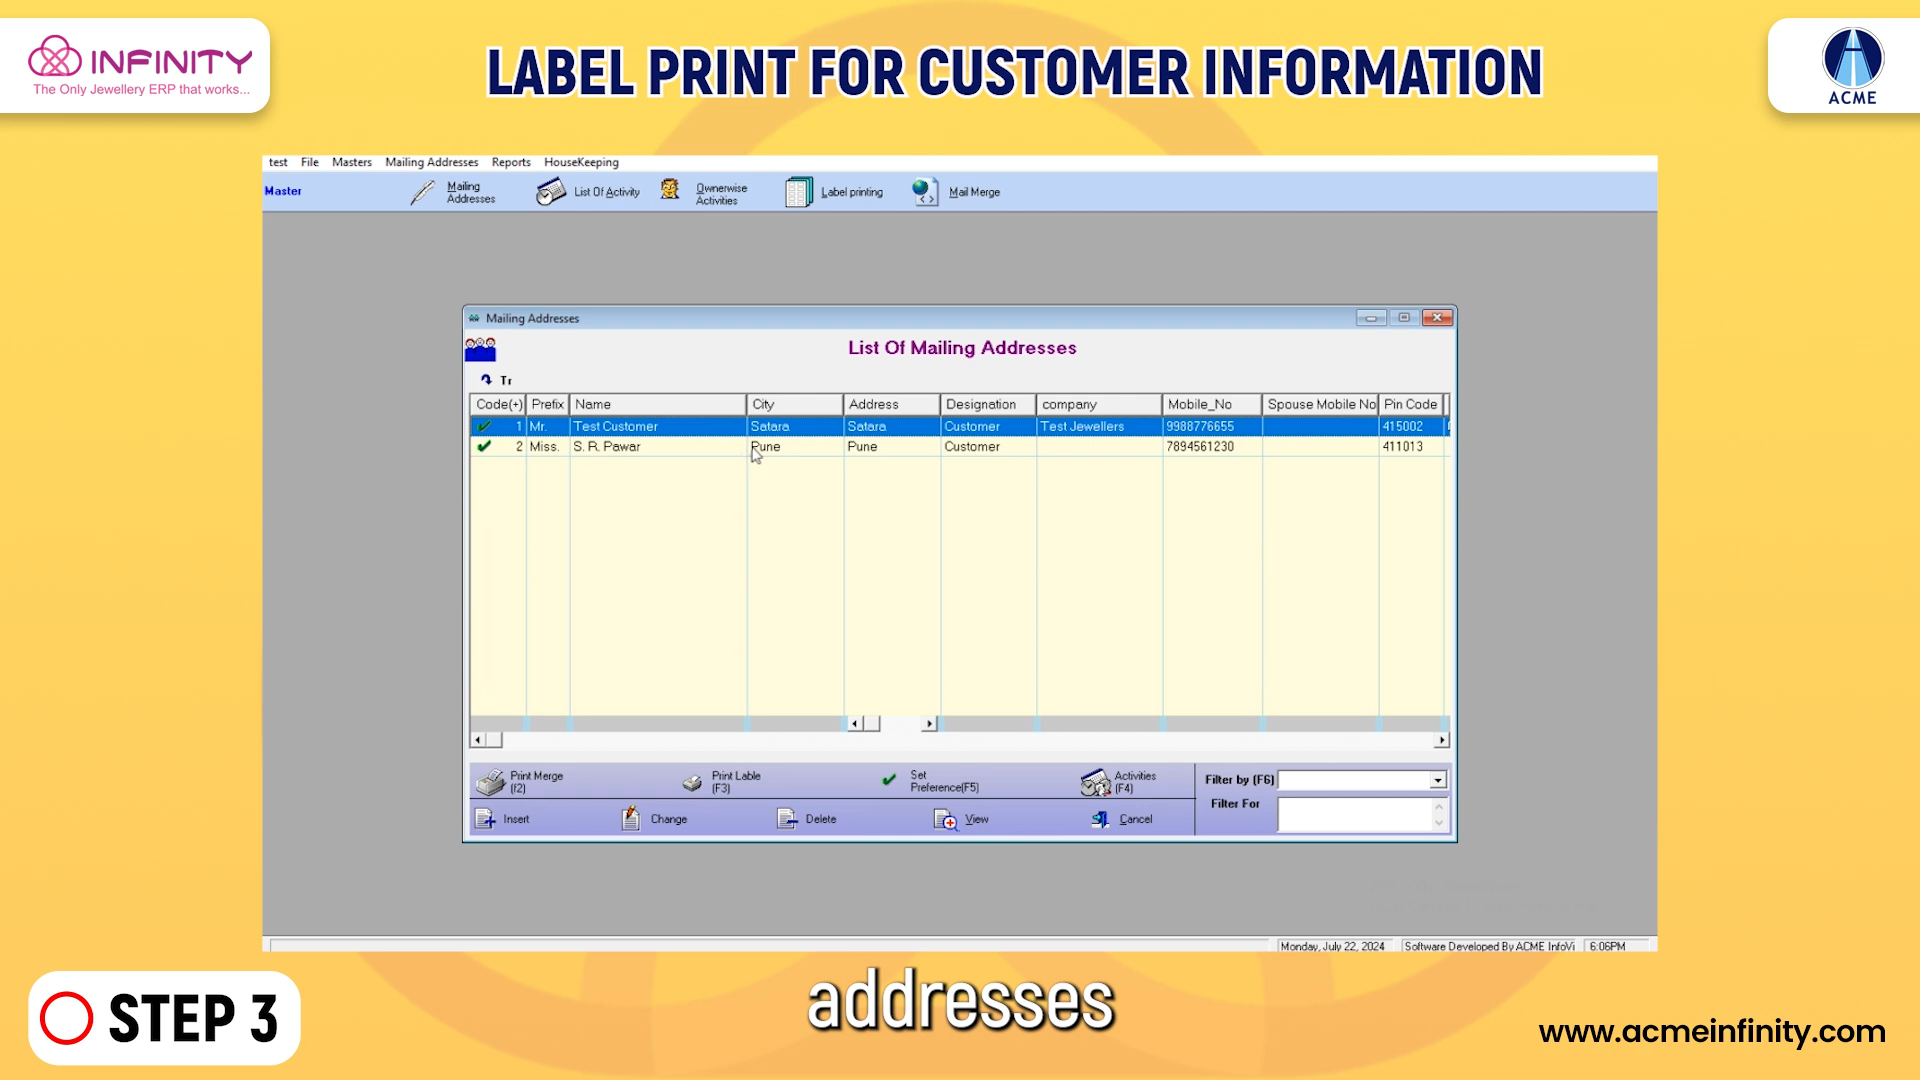 INFINITY
The Only Jewellery ERP that works...
LABEL PRINT FOR CUSTOMER INFORMATION
ACME
test File Masters Mailing Addresses Reports HouseKeeping
Master
Mailing Addresses
List Of Activity
Ownerwise Activities
Label printing
Mail Merge
Mailing Addresses
List Of Mailing Addresses
Tr
Code(+) Prefix Name City Address Designation company Mobile_No Spouse Mobile No Pin Code
1 Mr. Test Customer Satara Satara Customer Test Jewellers 9988776655 415002
2 Miss. S. R. Pawar Pune Pune Customer 7894561230 411013
Print Merge (f2)
Print Lable (F3)
Set Preference(F5)
Activities (F4)
Filter by (F6)
Filter For
Insert Change Delete View Cancel
Monday, July 22, 2024 Software Developed By ACME InfoVi 6:06PM
addresses
STEP 3
www.acmeinfinity.com